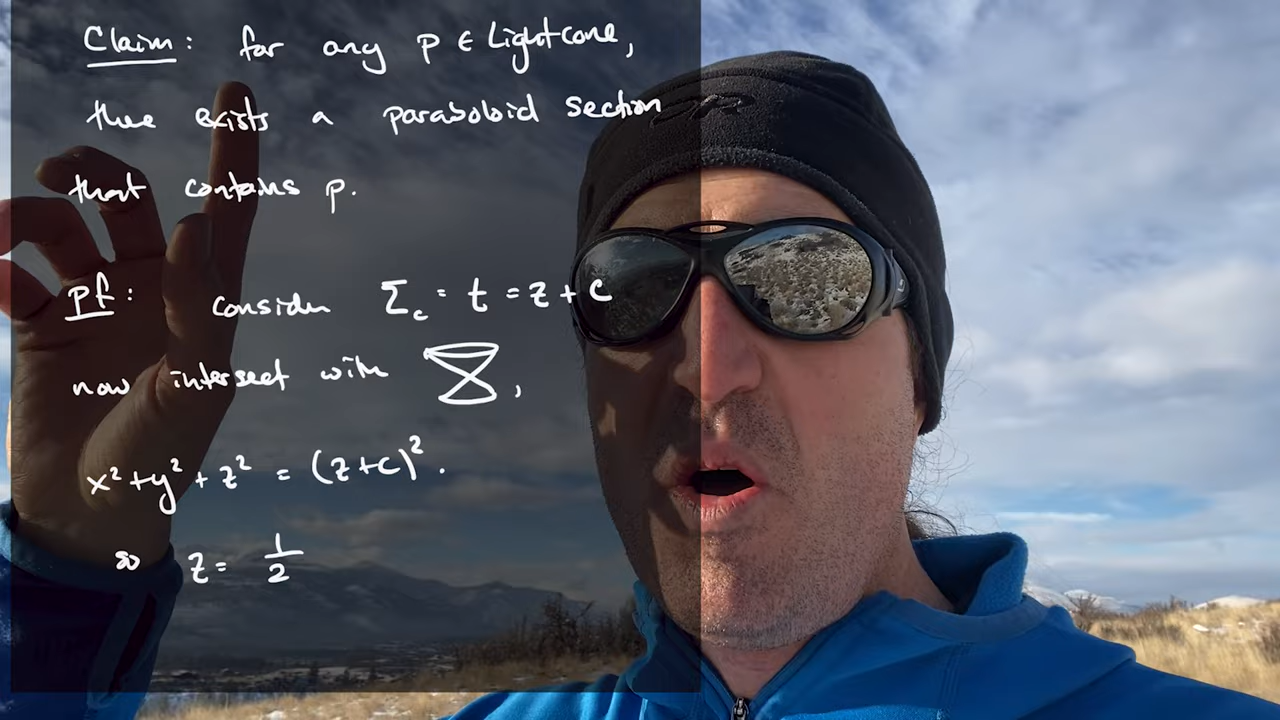 Claim: for any p ∈ Lightcone,
there exists a paraboloid section
that contains p.
Pf: consider Σ_c = t = z + c
now intersect with ,
x² + y² + z² = (z+c)².
so z = 1/2